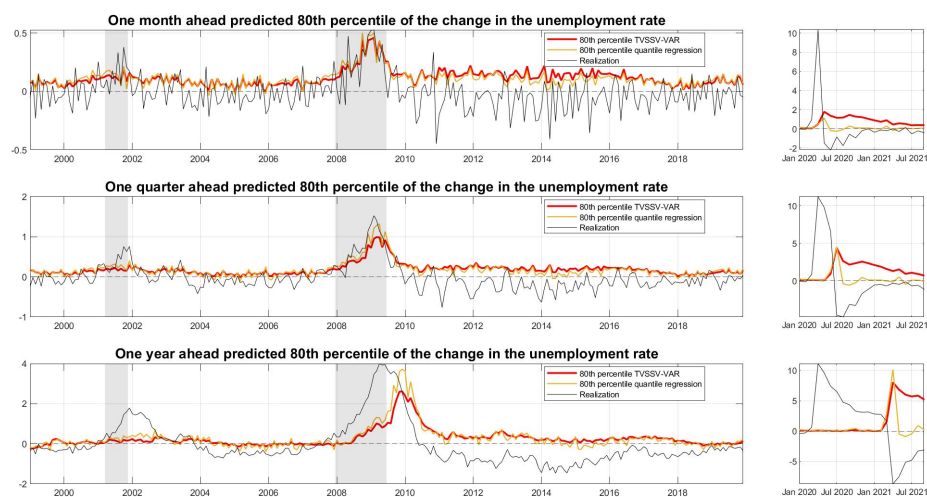 One month ahead predicted 80th percentile of the change in the unemployment rate
0.5
0
-0.5
80th percentile TVSSV-VAR
80th percentile quantile regression
Realization
2000 2002 2004 2006 2008 2010 2012 2014 2016 2018
10
8
6
4
2
0
-2
Jan 2020 Jul 2020 Jan 2021 Jul 2021
One quarter ahead predicted 80th percentile of the change in the unemployment rate
2
1
0
-1
80th percentile TVSSV-VAR
80th percentile quantile regression
Realization
2000 2002 2004 2006 2008 2010 2012 2014 2016 2018
10
5
0
Jan 2020 Jul 2020 Jan 2021 Jul 2021
One year ahead predicted 80th percentile of the change in the unemployment rate
4
2
0
-2
80th percentile TVSSV-VAR
80th percentile quantile regression
Realization
2000 2002 2004 2006 2008 2010 2012 2014 2016 2018
10
5
0
-5
Jan 2020 Jul 2020 Jan 2021 Jul 2021